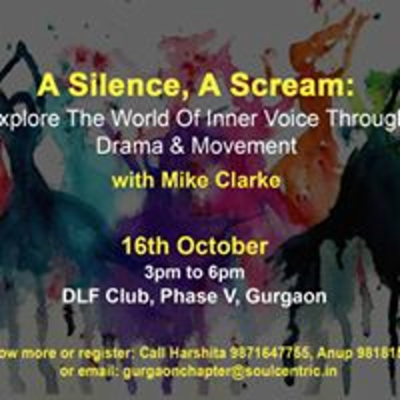 A Silence, A Scream:
xplore The World Of Inner Voice Through
Drama & Movement
with Mike Clarke
16th October
3pm to 6pm
DLF Club, Phase V, Gurgaon
ow more or register: Call Harshita 9871647755, Anup 981815
or email: gurgaonchapter@soulcentric.in